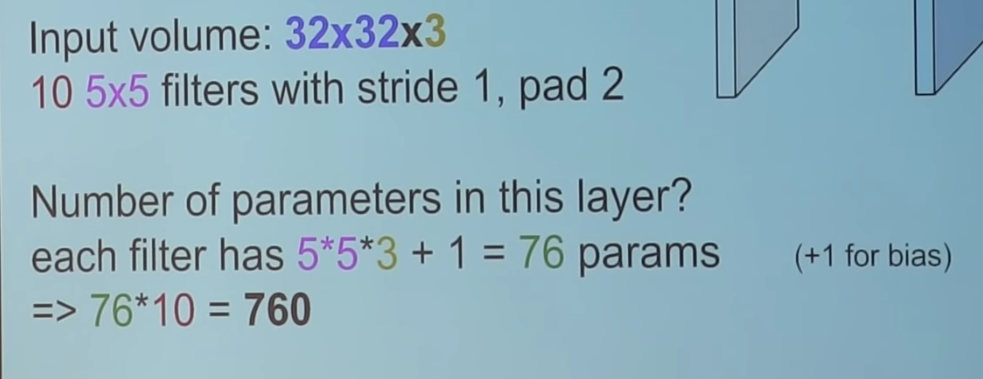 Input volume: 32x32x3
10 5x5 filters with stride 1, pad 2
Number of parameters in this layer?
each filter has 5*5*3 + 1 = 76 params (+1 for bias)
=> 76*10 = 760